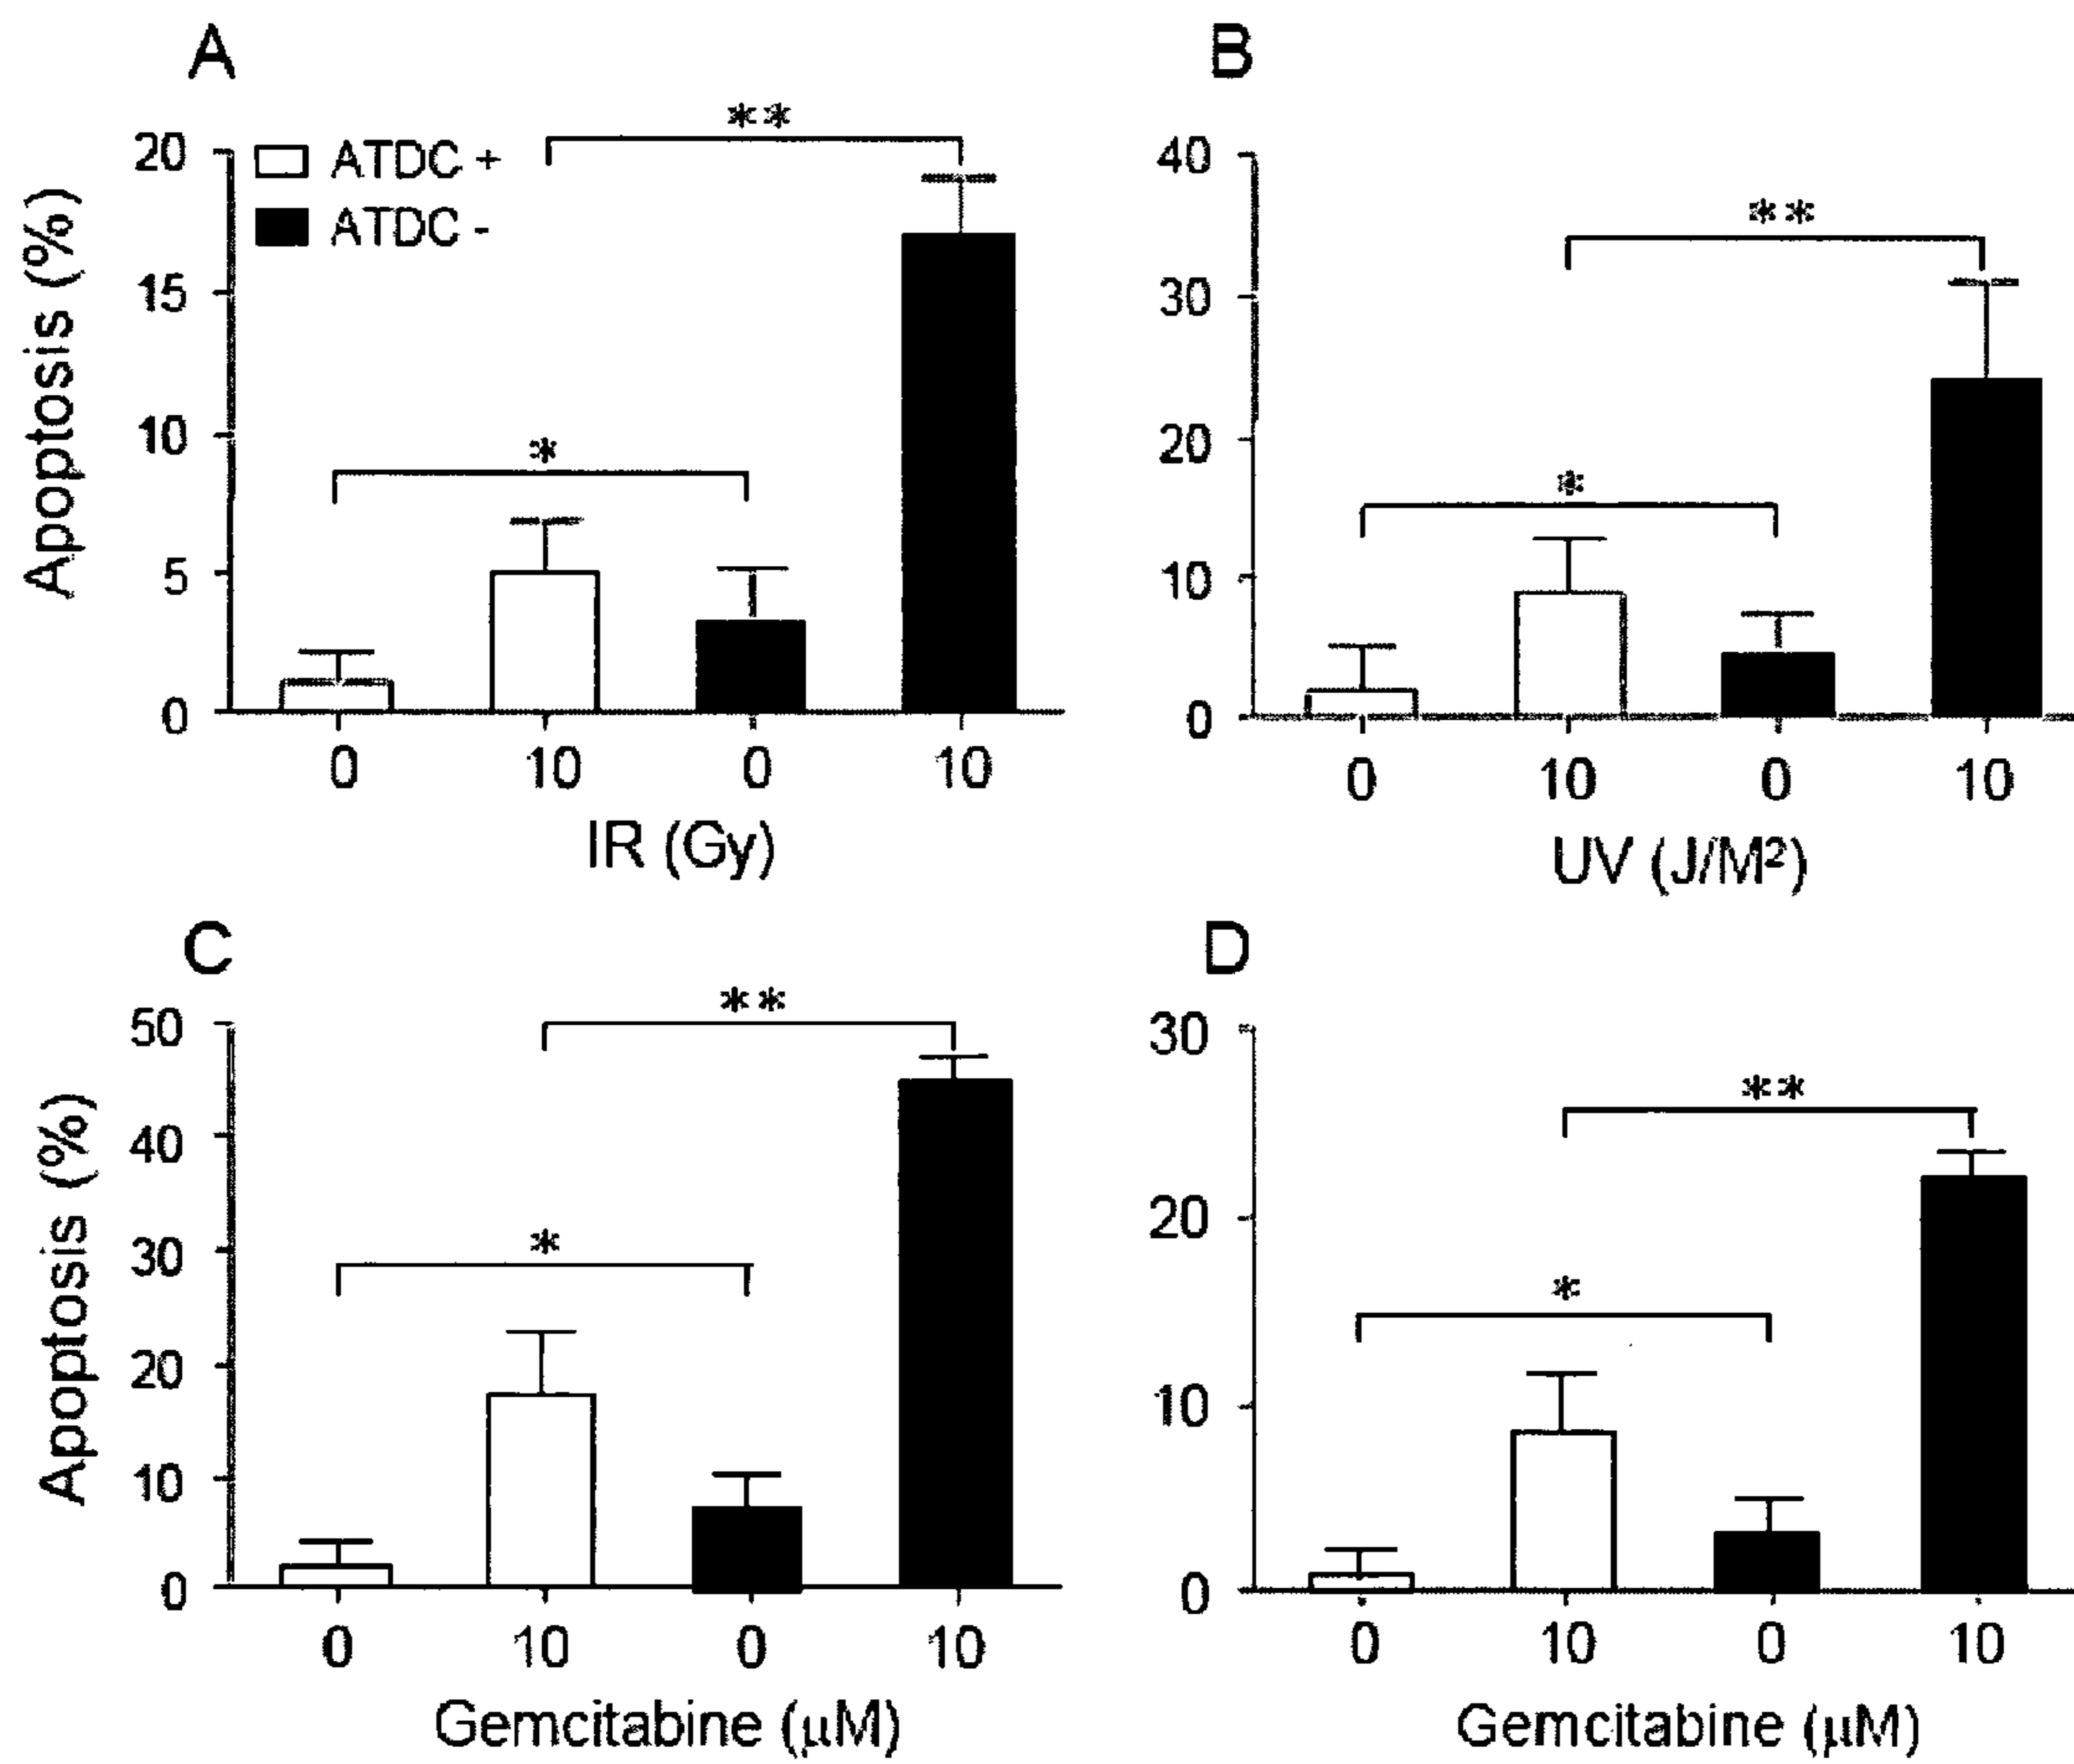 A
Apoptosis (%)
20
15
10
5
0
ATDC +
ATDC -
*
**
0 10 0 10
IR (Gy)
B
40
30
20
10
0
*
**
0 10 0 10
UV (J/M²)
C
Apoptosis (%)
50
40
30
20
10
0
*
**
0 10 0 10
Gemcitabine (μM)
D
30
20
10
0
*
**
0 10 0 10
Gemcitabine (μM)